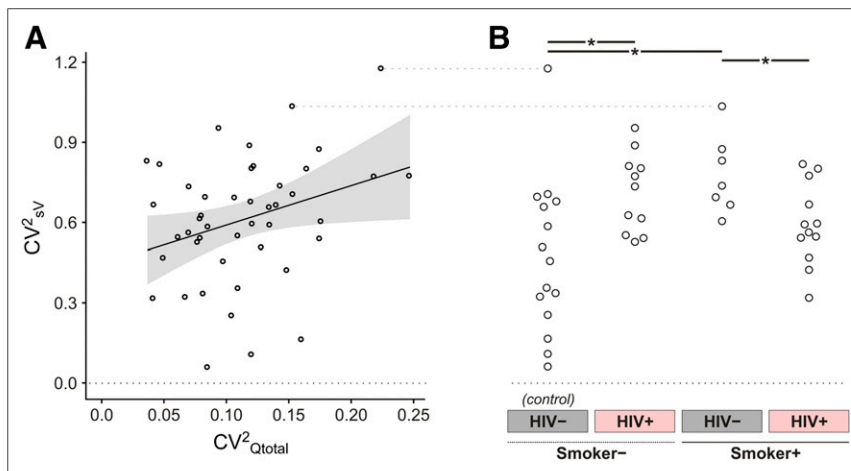 A
B
*
*
*
1.2
0.9
0.6
0.3
0.0
CV²sV
0.0 0.05 0.10 0.15 0.20 0.25
CV²Qtotal
(control)
HIV− HIV+ HIV− HIV+
Smoker− Smoker+